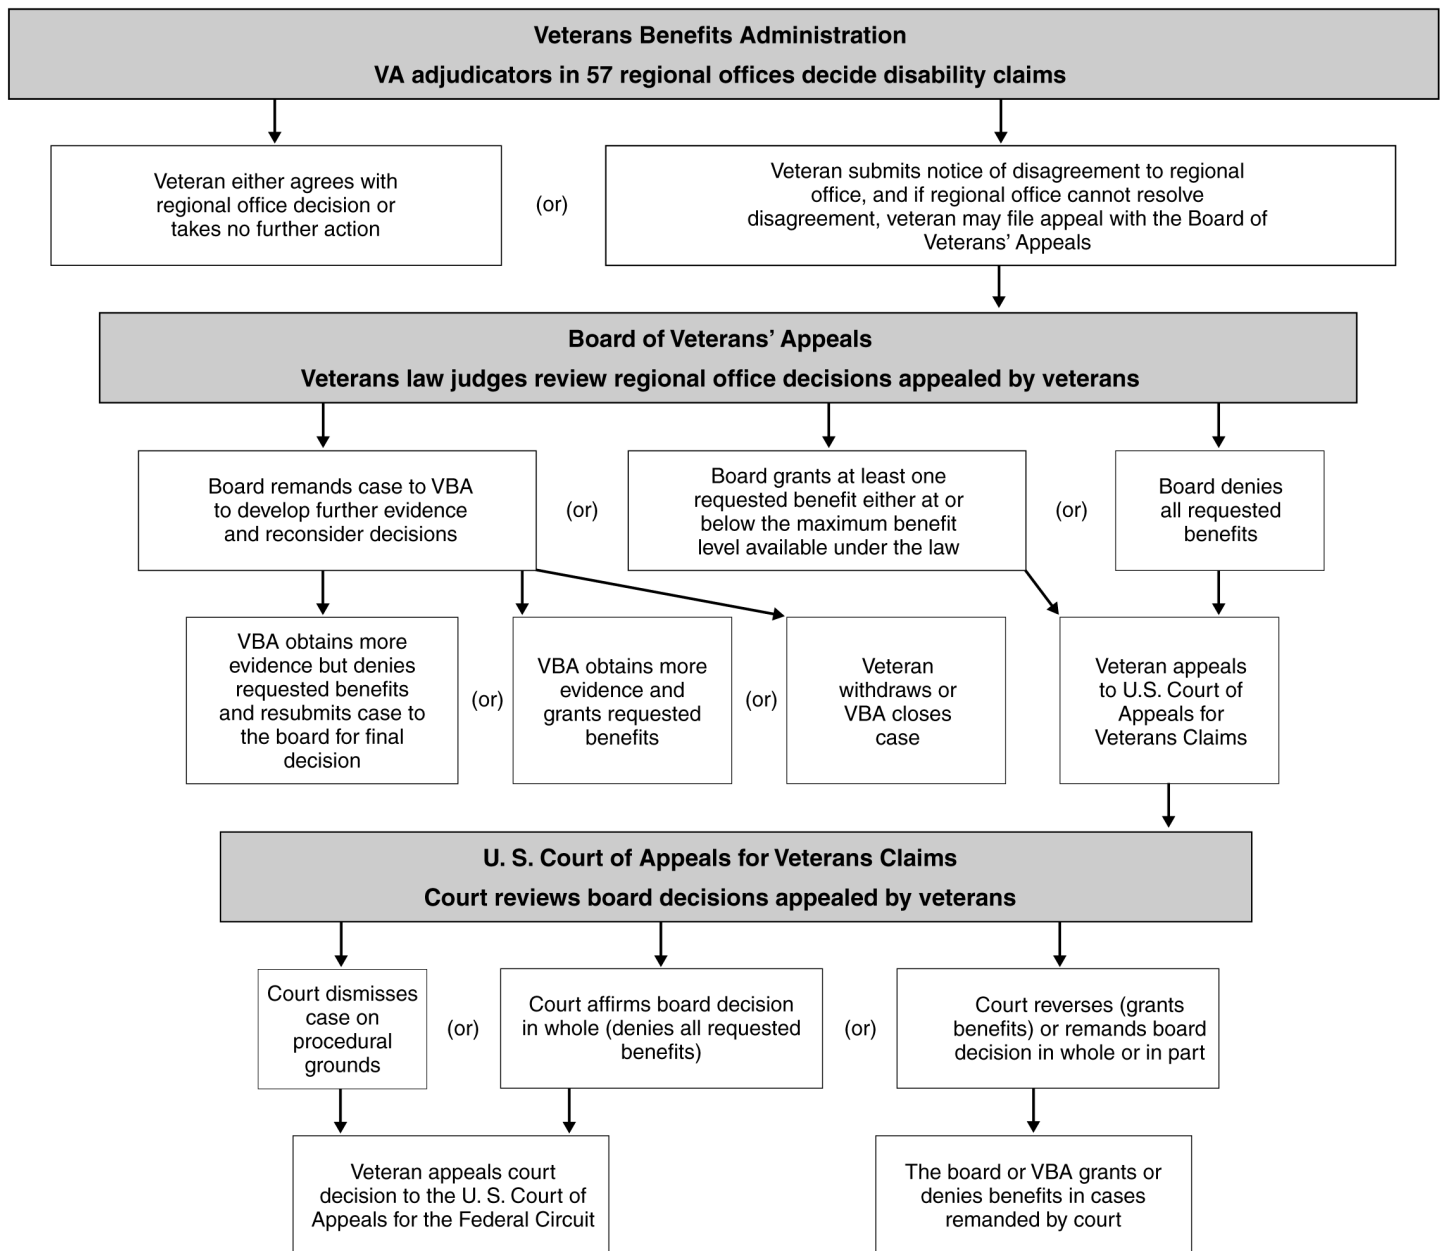 Veterans Benefits Administration
VA adjudicators in 57 regional offices decide disability claims
Veteran either agrees with
regional office decision or
takes no further action
(or)
Veteran submits notice of disagreement to regional
office, and if regional office cannot resolve
disagreement, veteran may file appeal with the Board of
Veterans’ Appeals
Board of Veterans’ Appeals
Veterans law judges review regional office decisions appealed by veterans
Board remands case to VBA
to develop further evidence
and reconsider decisions
(or)
Board grants at least one
requested benefit either at or
below the maximum benefit
level available under the law
(or)
Board denies
all requested
benefits
VBA obtains more
evidence but denies
requested benefits
and resubmits case to
the board for final
decision
(or)
VBA obtains more
evidence and
grants requested
benefits
(or)
Veteran
withdraws or
VBA closes
case
Veteran appeals
to U.S. Court of
Appeals for
Veterans Claims
U. S. Court of Appeals for Veterans Claims
Court reviews board decisions appealed by veterans
Court dismisses
case on
procedural
grounds
(or)
Court affirms board decision
in whole (denies all requested
benefits)
(or)
Court reverses (grants
benefits) or remands board
decision in whole or in part
Veteran appeals court
decision to the U. S. Court of
Appeals for the Federal Circuit
The board or VBA grants or
denies benefits in cases
remanded by court